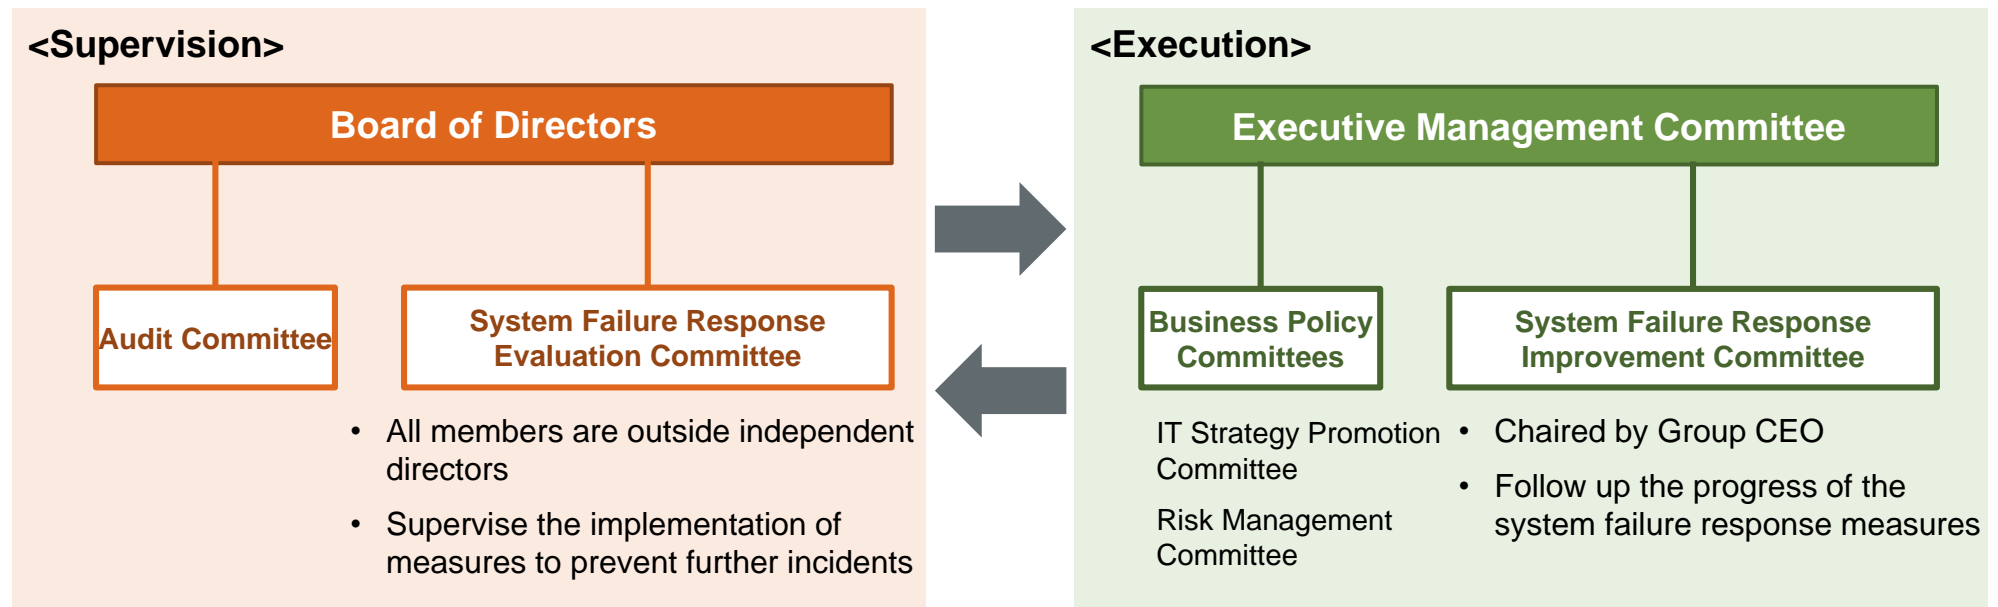 <Supervision>
Board of Directors
Audit Committee
System Failure Response
Evaluation Committee
• All members are outside independent
directors
• Supervise the implementation of
measures to prevent further incidents
<Execution>
Executive Management Committee
Business Policy
Committees
IT Strategy Promotion
Committee
Risk Management
Committee
System Failure Response
Improvement Committee
• Chaired by Group CEO
• Follow up the progress of the
system failure response measures